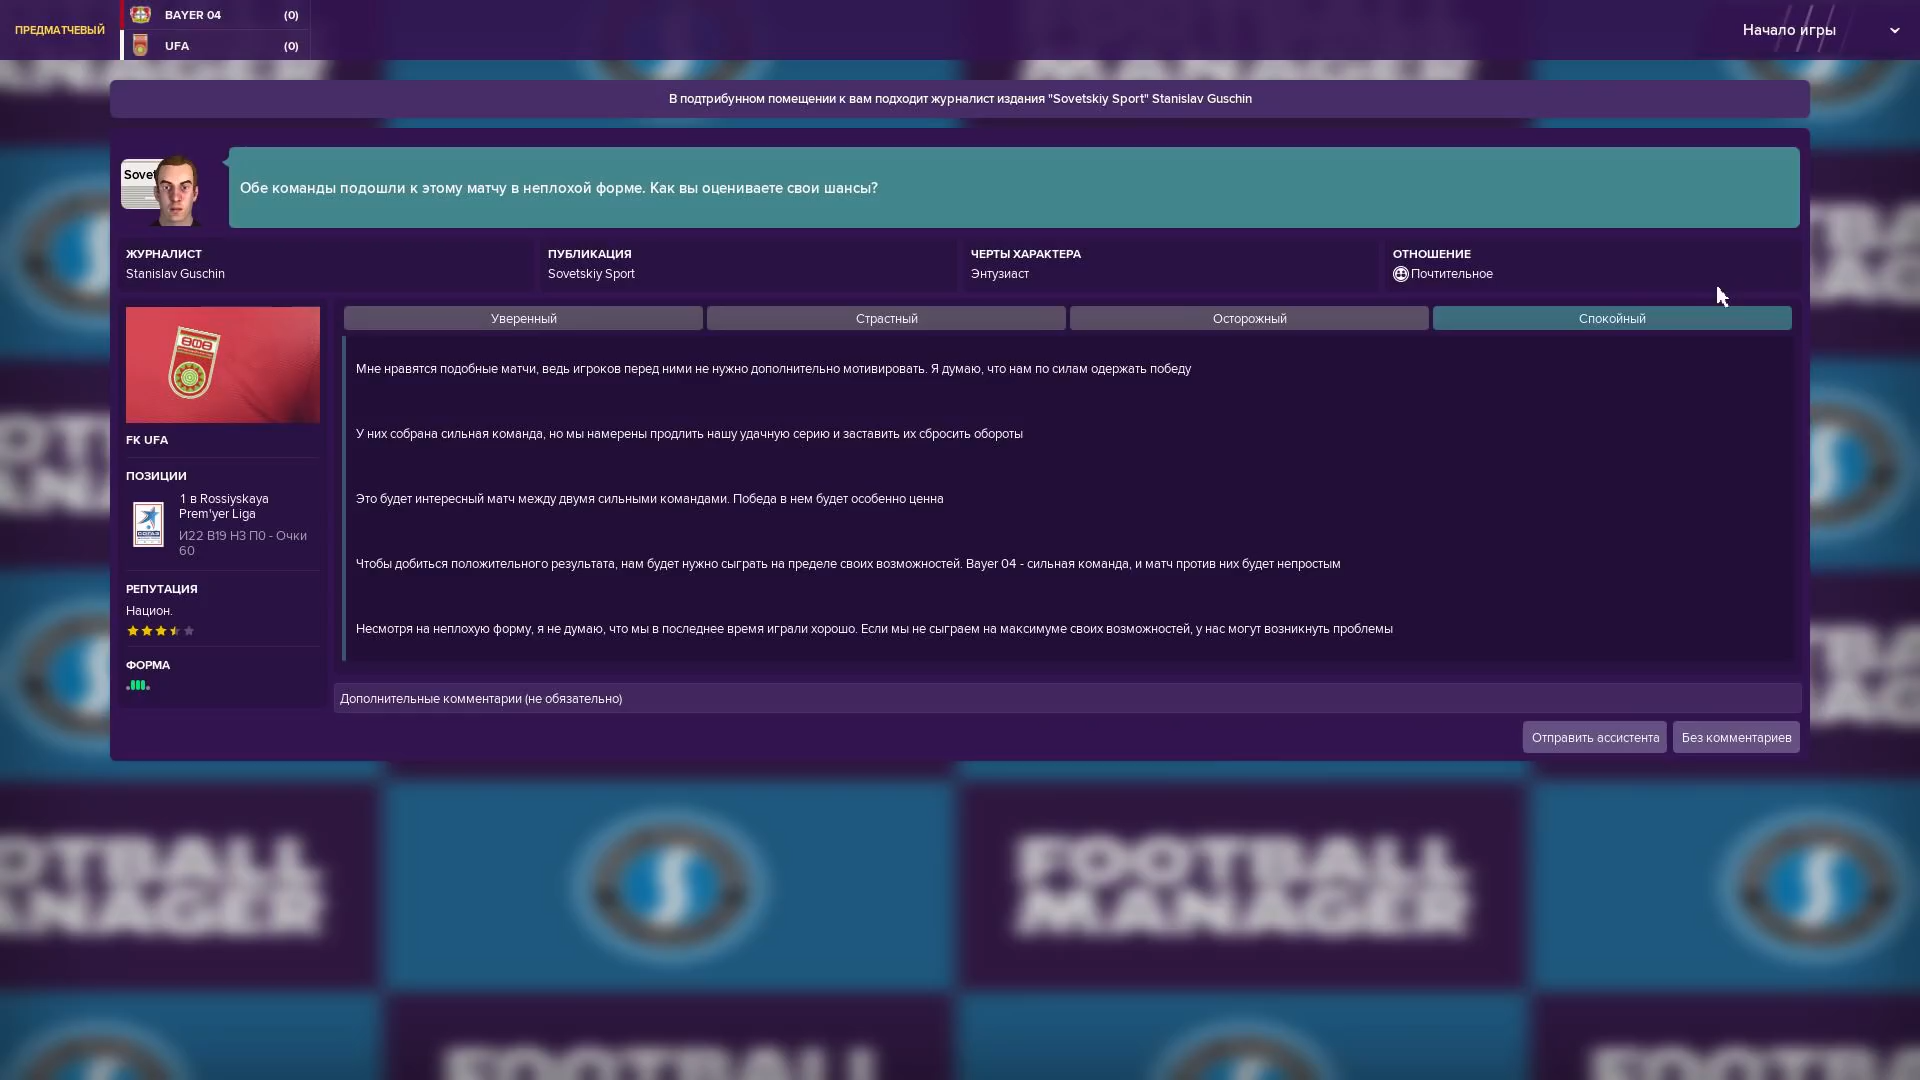 ПРЕДМАТЧЕВЫЙ
BAYER 04 (0)
UFA (0)
Начало игры
В подтрибунном помещении к вам подходит журналист издания "Sovetskiy Sport" Stanislav Guschin
Sovet
Обе команды подошли к этому матчу в неплохой форме. Как вы оцениваете свои шансы?
ЖУРНАЛИСТ
Stanislav Guschin
ПУБЛИКАЦИЯ
Sovetskiy Sport
ЧЕРТЫ ХАРАКТЕРА
Энтузиаст
ОТНОШЕНИЕ
Почтительное
Уверенный
Страстный
Осторожный
Спокойный
Мне нравятся подобные матчи, ведь игроков перед ними не нужно дополнительно мотивировать. Я думаю, что нам по силам одержать победу
У них собрана сильная команда, но мы намерены продлить нашу удачную серию и заставить их сбросить обороты
Это будет интересный матч между двумя сильными командами. Победа в нем будет особенно ценна
Чтобы добиться положительного результата, нам будет нужно сыграть на пределе своих возможностей. Bayer 04 - сильная команда, и матч против них будет непростым
Несмотря на неплохую форму, я не думаю, что мы в последнее время играли хорошо. Если мы не сыграем на максимуме своих возможностей, у нас могут возникнуть проблемы
FK UFA
ПОЗИЦИИ
1 в Rossiyskaya
Prem'yer Liga
И22 В19 Н3 П0 - Очки
60
РЕПУТАЦИЯ
Национ.
ФОРМА
Дополнительные комментарии (не обязательно)
Отправить ассистента
Без комментариев
FOOTBALL
MANAGER